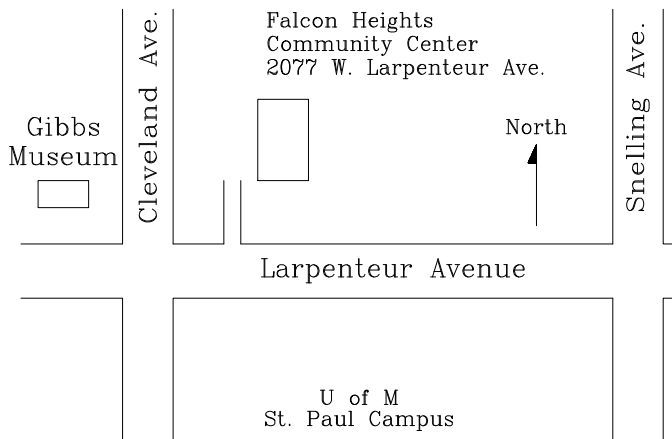 Falcon Heights
Community Center
2077 W. Larpenteur Ave.
Cleveland Ave.
Snelling Ave.
Gibbs
Museum
North
Larpenteur Avenue
U of M
St. Paul Campus